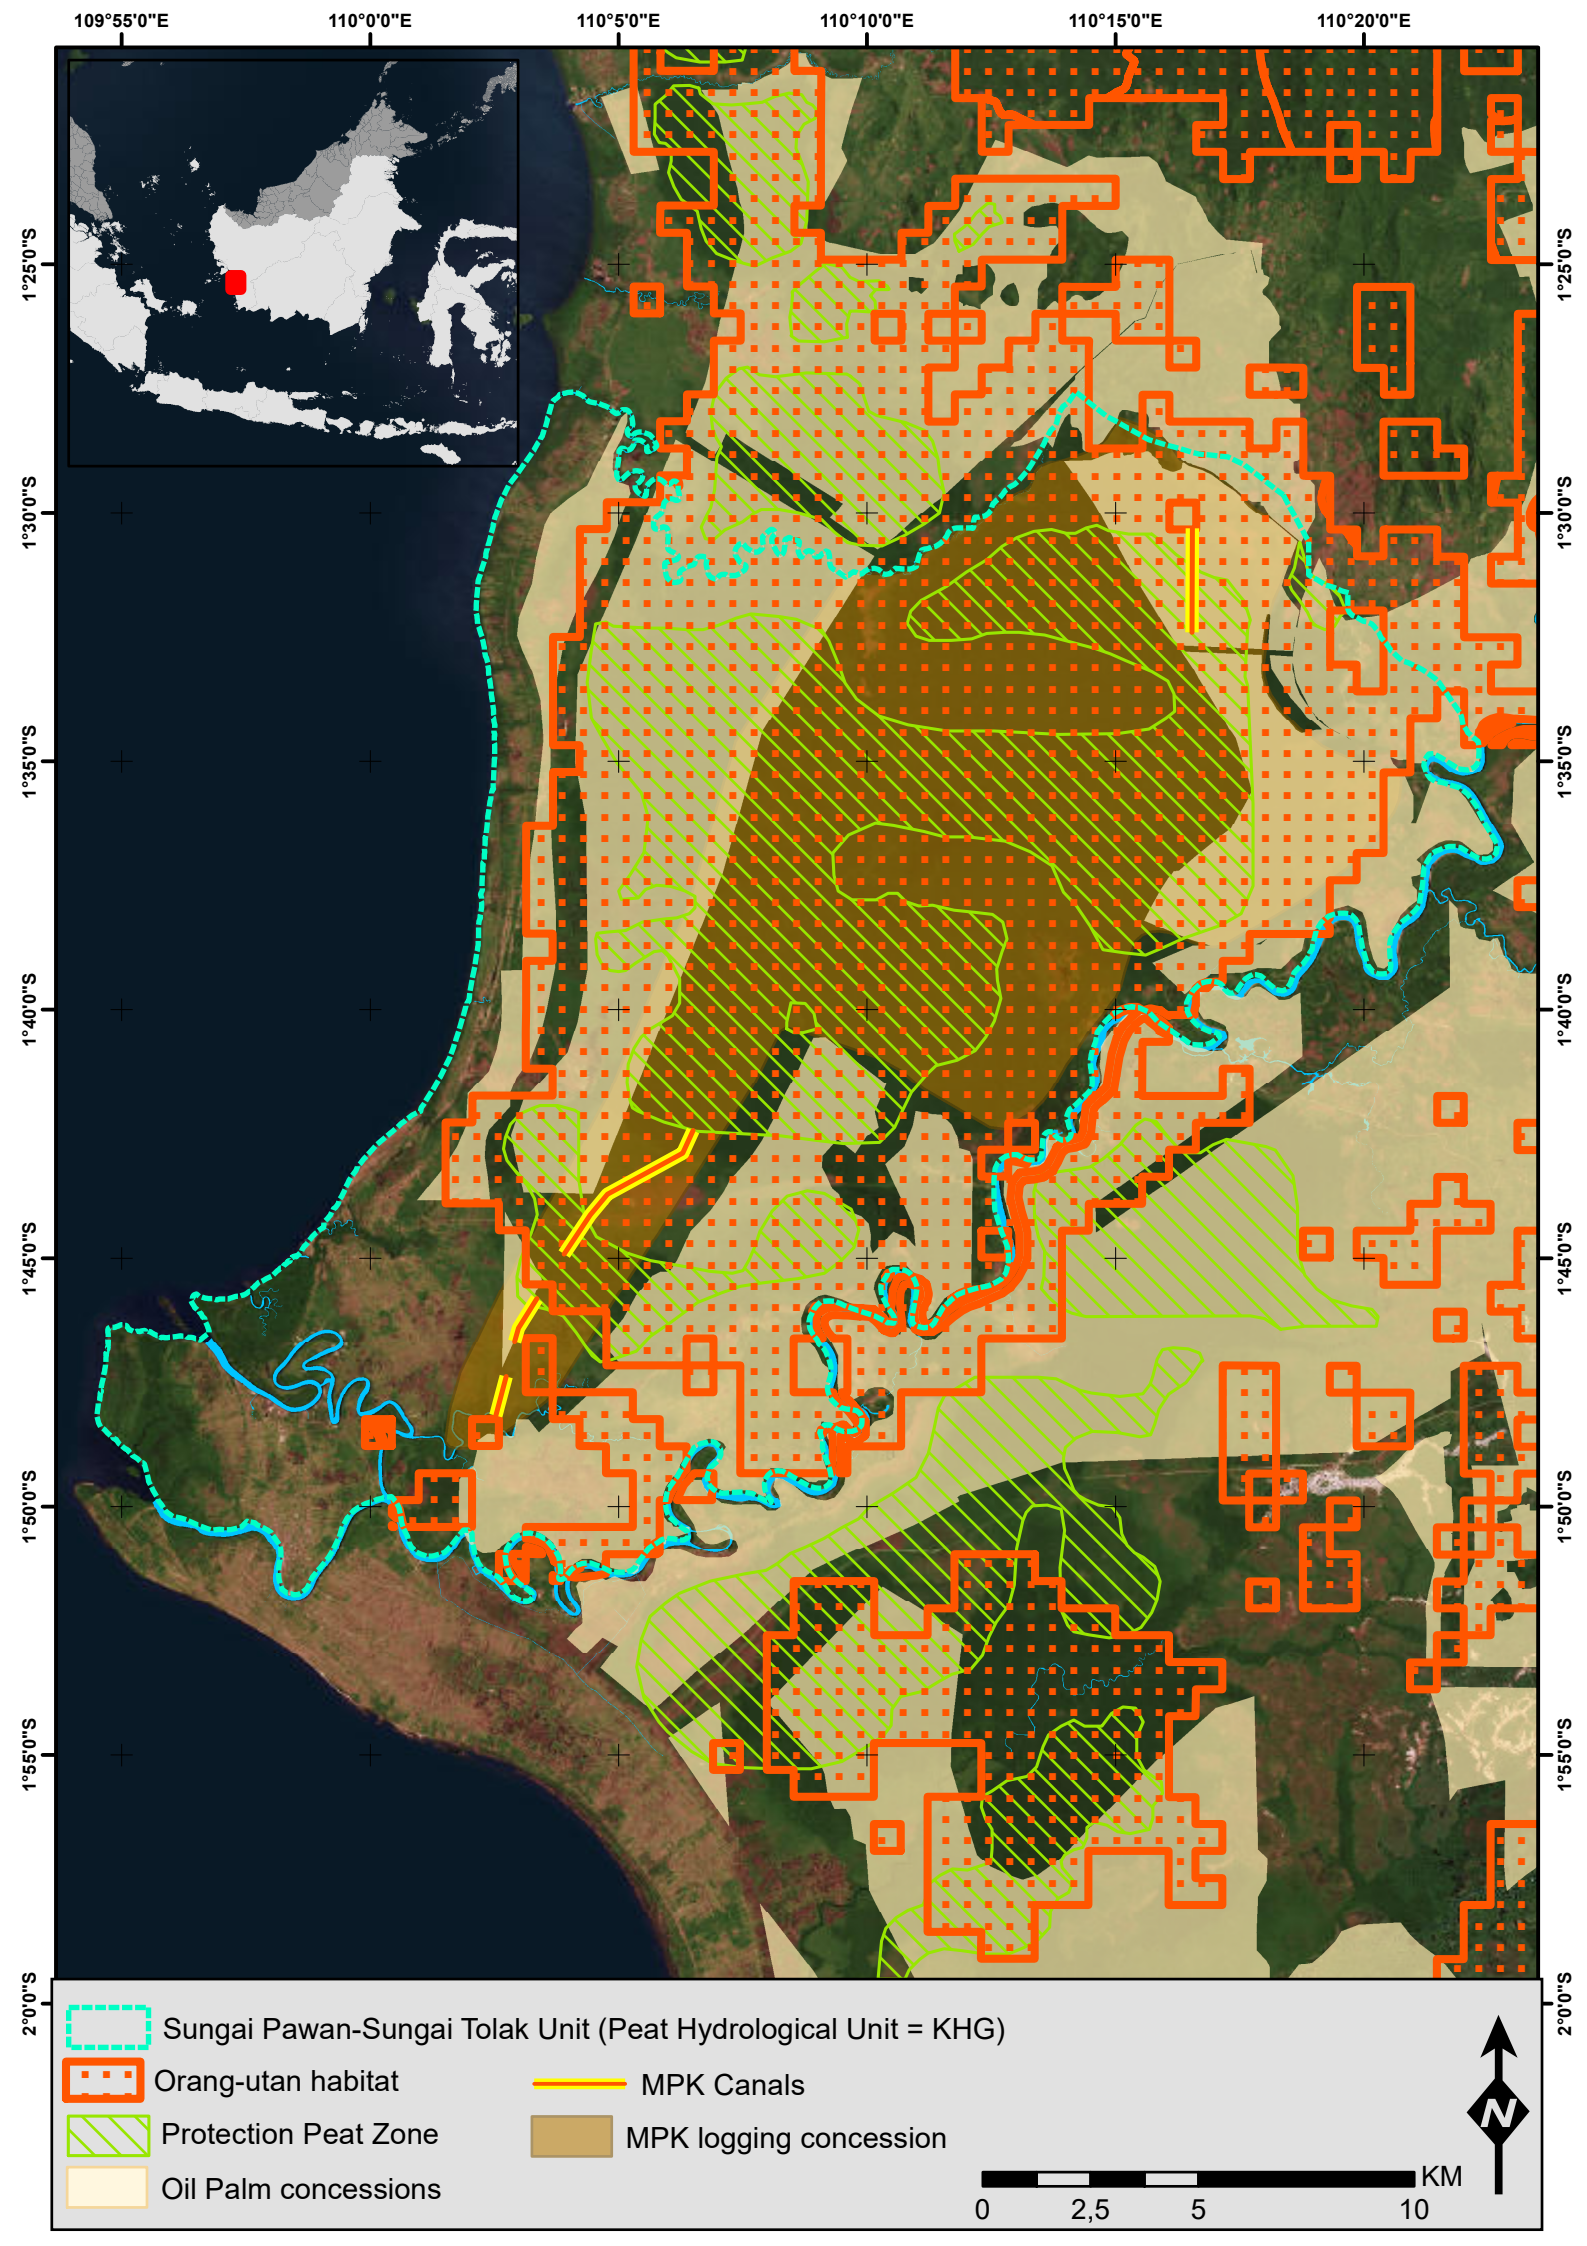 109°55'0"E 110°0'0"E 110°5'0"E 110°10'0"E 110°15'0"E 110°20'0"E
1°25'0"S 1°25'0"S
1°30'0"S 1°30'0"S
1°35'0"S 1°35'0"S
1°40'0"S 1°40'0"S
1°45'0"S 1°45'0"S
1°50'0"S 1°50'0"S
1°55'0"S 1°55'0"S
2°0'0"S 2°0'0"S
Sungai Pawan-Sungai Tolak Unit (Peat Hydrological Unit = KHG)
Orang-utan habitat
MPK Canals
Protection Peat Zone
MPK logging concession
Oil Palm concessions
KM
0 2,5 5 10
N